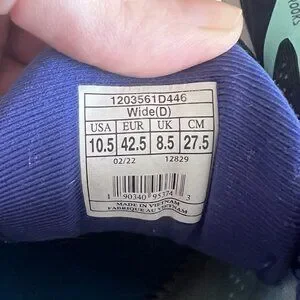 1203561D446
Wide(D)
USA EUR UK CM
10.5 42.5 8.5 27.5
02/22 12829
1 90340 95374 3
MADE IN VIETNAM
FABRIQUE AU VIETNAM